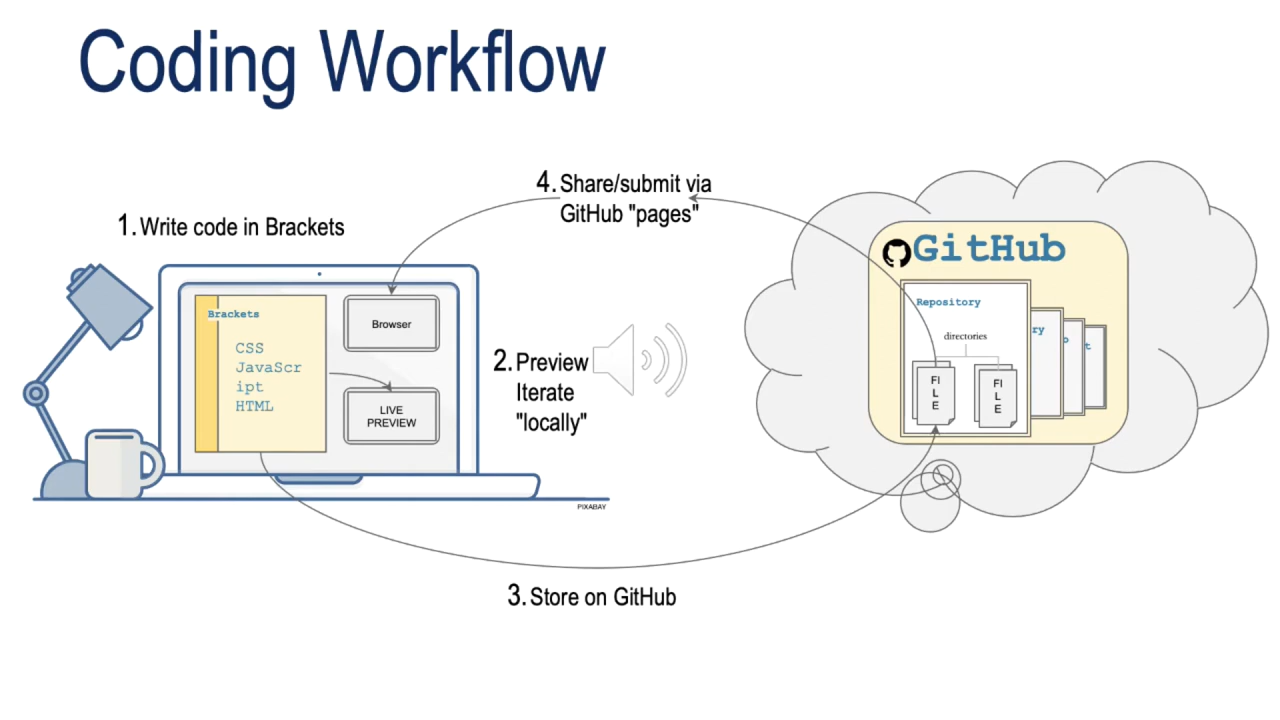 Coding Workflow
4. Share/submit via
GitHub "pages"
1. Write code in Brackets
GitHub
Brackets
CSS
JavaScr
ipt
HTML
Browser
LIVE
PREVIEW
2. Preview
Iterate
"locally"
Repository
directories
FI
L
E
FI
L
E
ry
t
PIXABAY
3. Store on GitHub